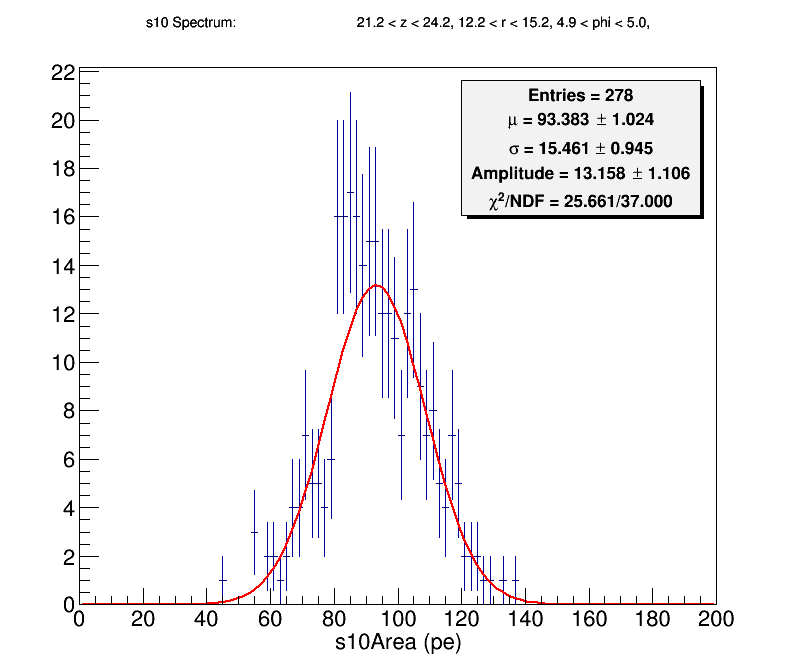 s10 Spectrum: 21.2 < z < 24.2, 12.2 < r < 15.2, 4.9 < phi < 5.0,
Entries = 278
μ = 93.383 ± 1.024
σ = 15.461 ± 0.945
Amplitude = 13.158 ± 1.106
χ²/NDF = 25.661/37.000
22
20
18
16
14
12
10
8
6
4
2
0
0 20 40 60 80 100 120 140 160 180 200
s10Area (pe)